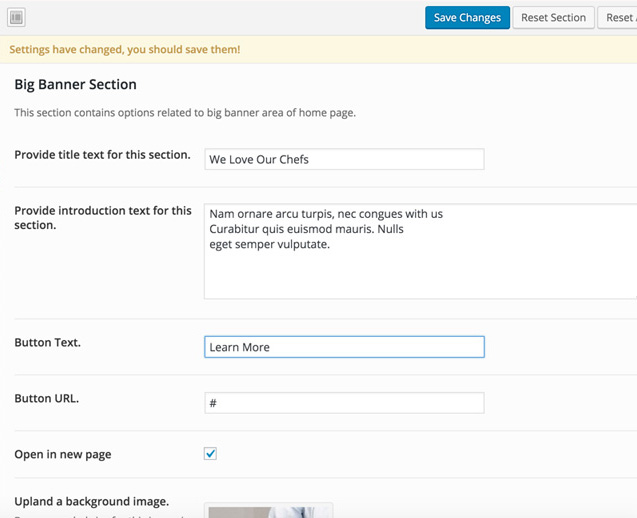 Save Changes
Reset Section
Reset
Settings have changed, you should save them!
Big Banner Section
This section contains options related to big banner area of home page.
Provide title text for this section.
We Love Our Chefs
Provide introduction text for this
section.
Nam ornare arcu turpis, nec congues with us
Curabitur quis euismod mauris. Nulls
eget semper vulputate.
Button Text.
Learn More
Button URL.
#
Open in new page
Upland a background image.